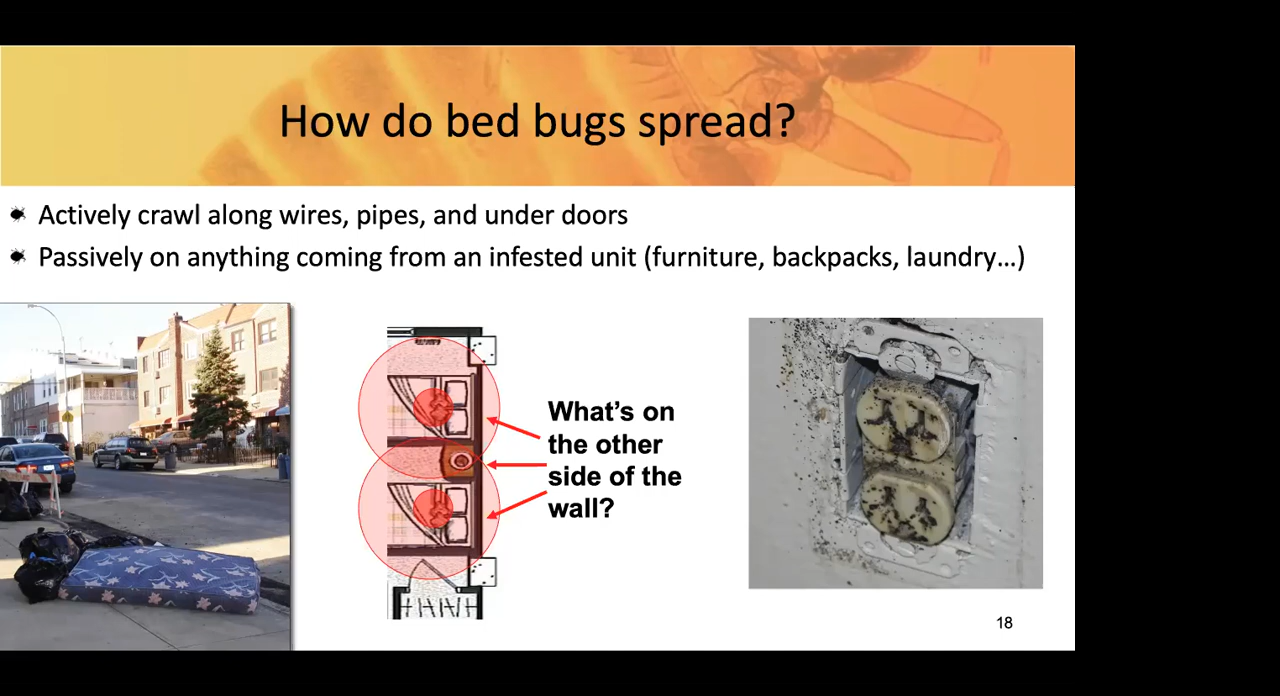 How do bed bugs spread?
Actively crawl along wires, pipes, and under doors
Passively on anything coming from an infested unit (furniture, backpacks, laundry…)
What’s on
the other
side of the
wall?
18